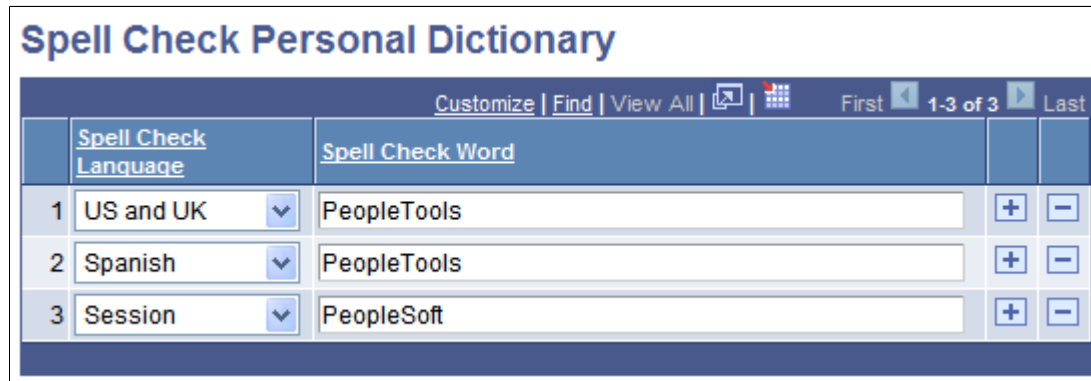 Spell Check Personal Dictionary
Customize | Find | View All | | First 1-3 of 3 Last
Spell Check
Language
Spell Check Word
1 US and UK PeopleTools
2 Spanish PeopleTools
3 Session PeopleSoft